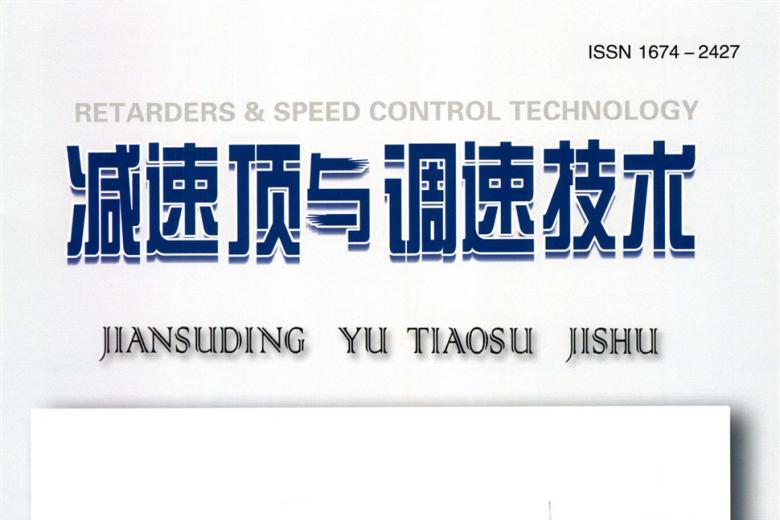 ISSN 1674-2427
RETARDERS & SPEED CONTROL TECHNOLOGY
减速顶与调速技术
JIANSUDING YU TIAOSU JISHU